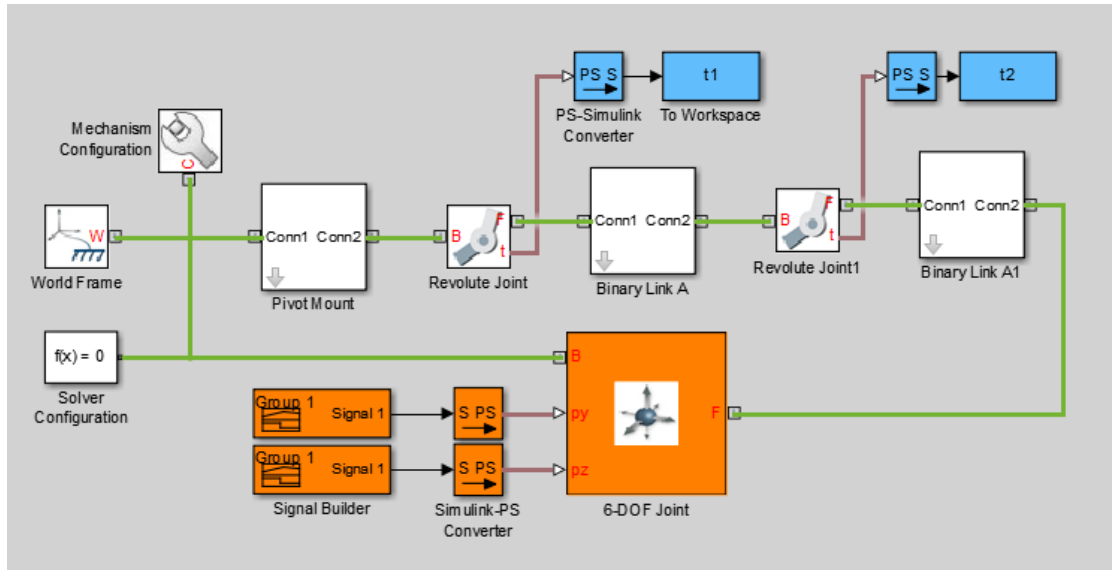 PS S
t1
PS S
t2
PS-Simulink
Converter
To Workspace
Mechanism
Configuration
C
W
World Frame
Conn1 Conn2
Pivot Mount
B
F
t
Revolute Joint
Conn1 Conn2
Binary Link A
B
F
t
Revolute Joint1
Conn1 Conn2
Binary Link A1
f(x) = 0
Solver
Configuration
Group 1
Signal 1
S PS
Group 1
Signal 1
S PS
Signal Builder
Simulink-PS
Converter
B
py
pz
F
6-DOF Joint